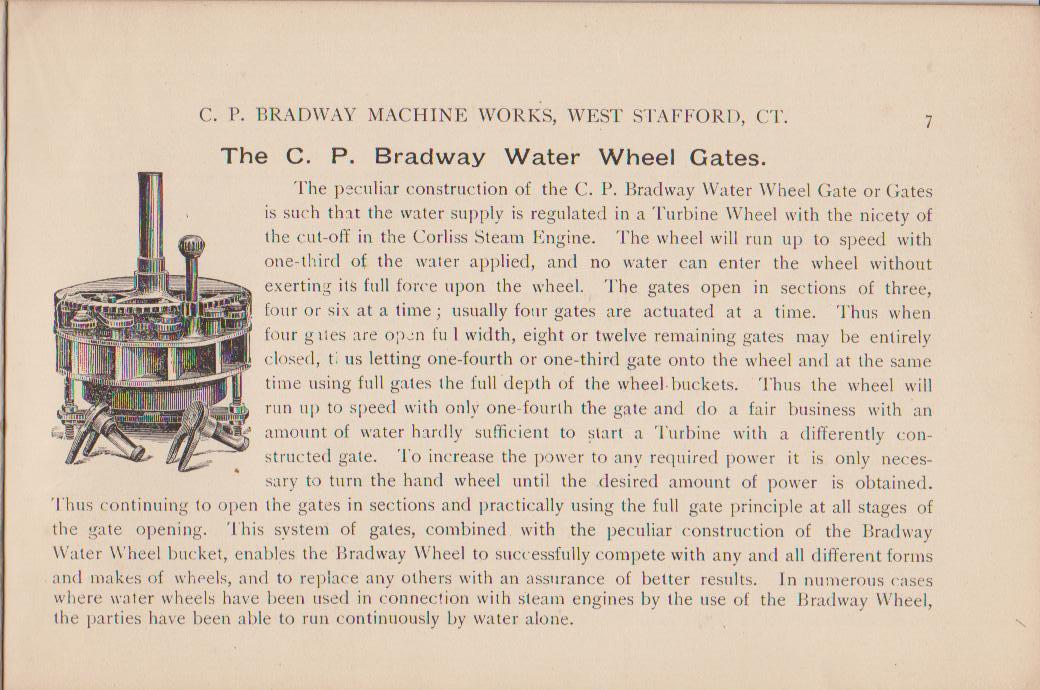 C. P. BRADWAY MACHINE WORKS, WEST STAFFORD, CT.
7
The C. P. Bradway Water Wheel Gates.
The peculiar construction of the C. P. Bradway Water Wheel Gate or Gates
is such that the water supply is regulated in a Turbine Wheel with the nicety of
the cut-off in the Corliss Steam Engine. The wheel will run up to speed with
one-third of the water applied, and no water can enter the wheel without
exerting its full force upon the wheel. The gates open in sections of three,
four or six at a time; usually four gates are actuated at a time. Thus when
four gates are open full width, eight or twelve remaining gates may be entirely
closed, thus letting one-fourth or one-third gate onto the wheel and at the same
time using full gates the full depth of the wheel-buckets. Thus the wheel will
run up to speed with only one-fourth the gate and do a fair business with an
amount of water hardly sufficient to start a Turbine with a differently con-
structed gate. To increase the power to any required power it is only neces-
sary to turn the hand wheel until the desired amount of power is obtained.
Thus continuing to open the gates in sections and practically using the full gate principle at all stages of
the gate opening. This system of gates, combined with the peculiar construction of the Bradway
Water Wheel bucket, enables the Bradway Wheel to successfully compete with any and all different forms
and makes of wheels, and to replace any others with an assurance of better results. In numerous cases
where water wheels have been used in connection with steam engines by the use of the Bradway Wheel,
the parties have been able to run continuously by water alone.